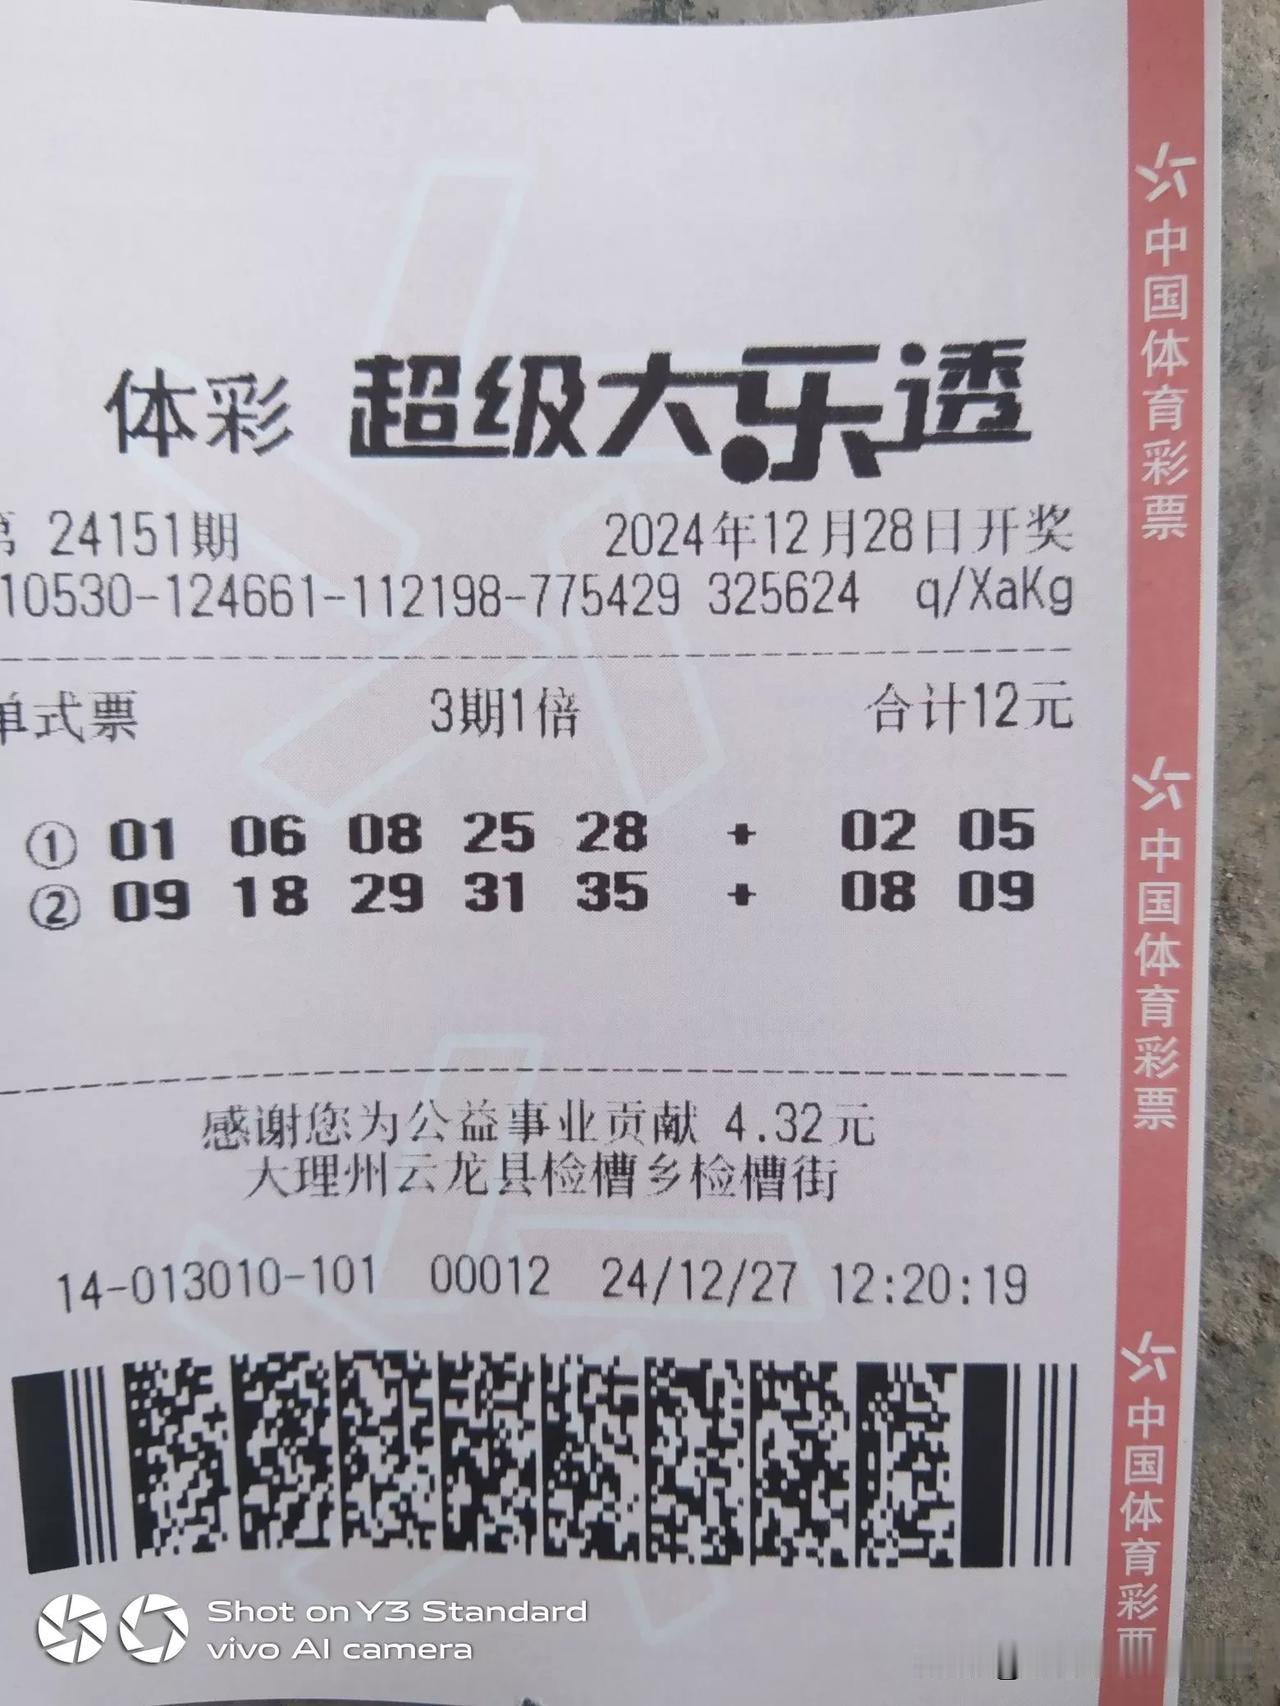 体彩 超级大乐透
第 24151期 2024年12月28日开奖
10530-124661-112198-775429 325624 q/XaKg
单式票 3期1倍 合计12元
① 01 06 08 25 28 + 02 05
② 09 18 29 31 35 + 08 09
感谢您为公益事业贡献 4.32元
大理州云龙县检槽乡检槽街
14-013010-101 00012 24/12/27 12:20:19
中国体育彩票
中国体育彩票
中国体育彩票
Shot on Y3 Standard
vivo AI camera